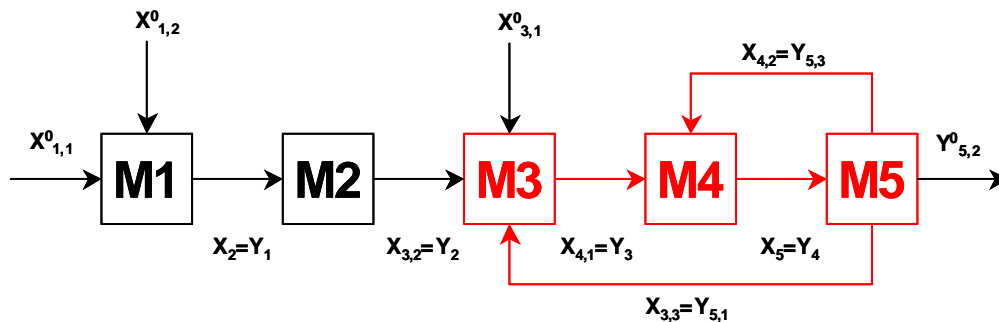 X⁰₁,₂
X⁰₃,₁
X₄,₂=Y₅,₃
X⁰₁,₁
Y⁰₅,₂
M1
M2
M3
M4
M5
X₂=Y₁
X₃,₂=Y₂
X₄,₁=Y₃
X₅=Y₄
X₃,₃=Y₅,₁